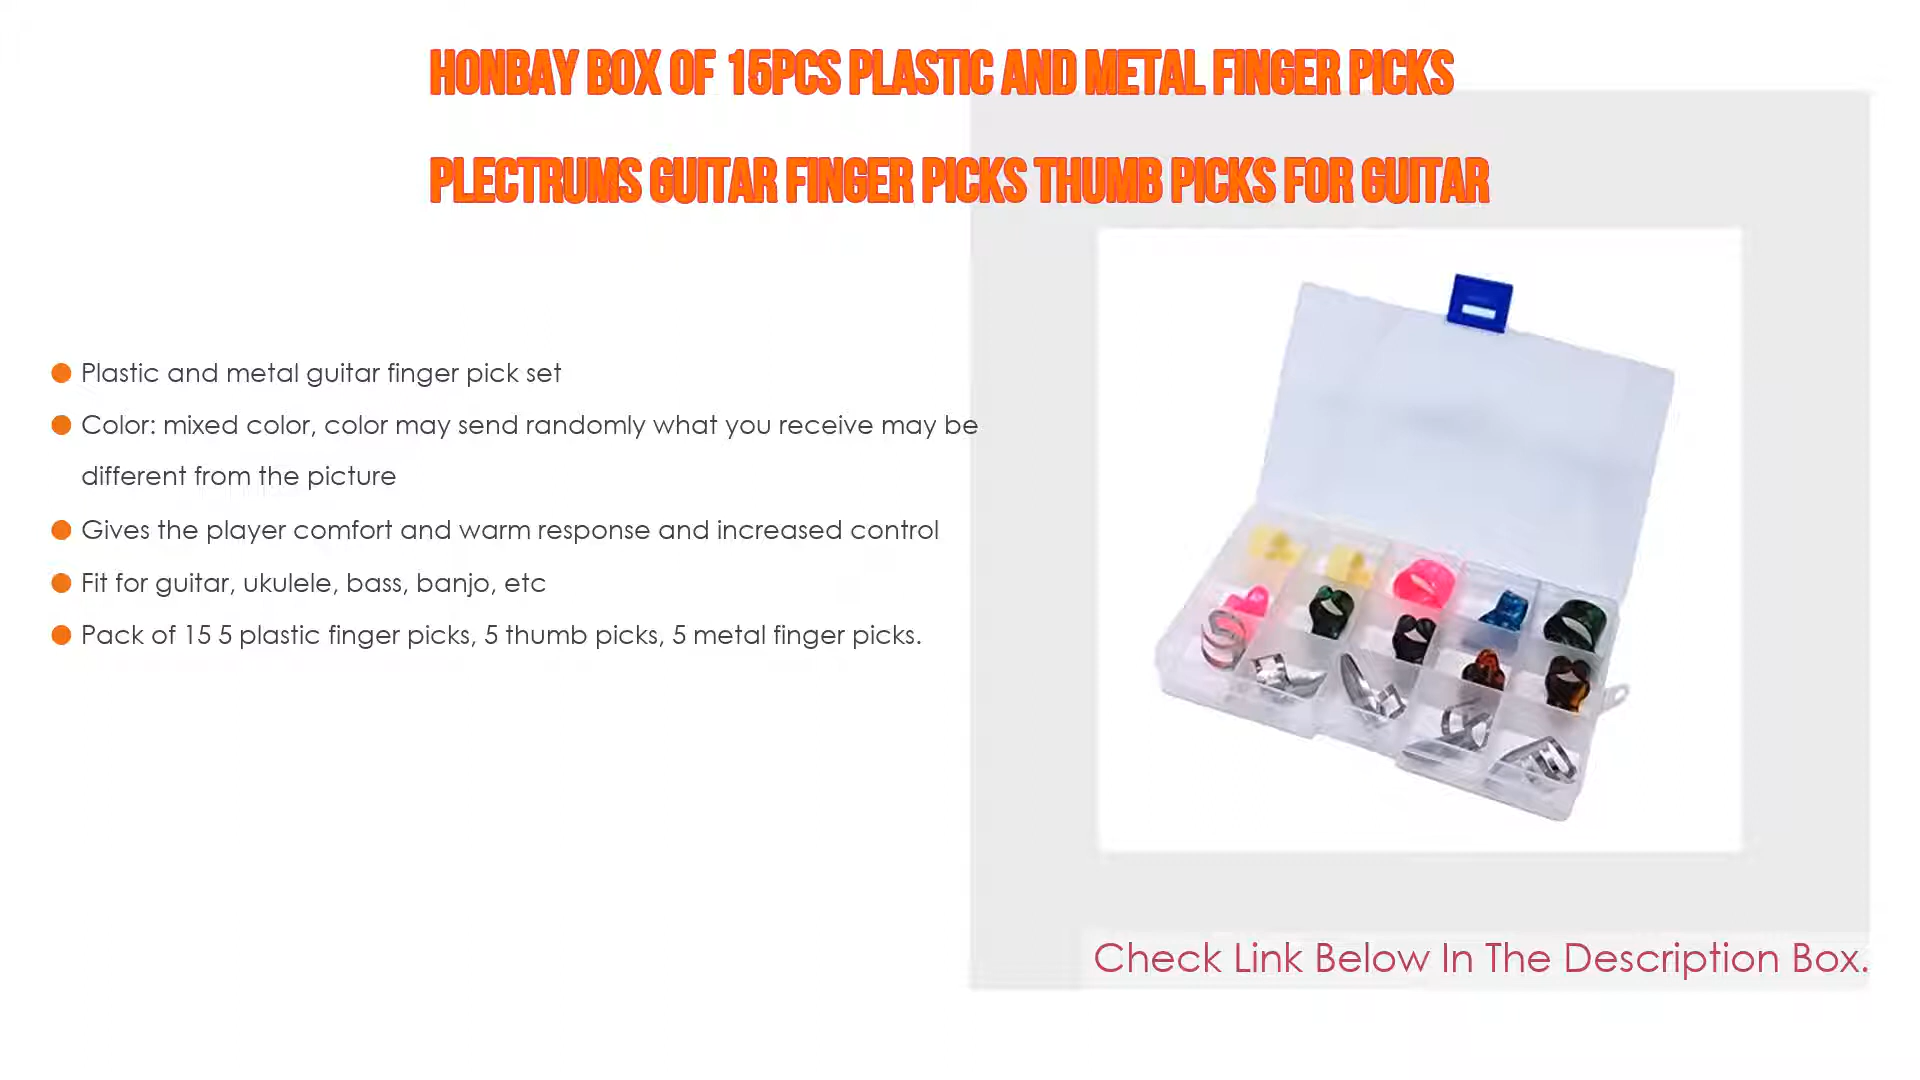 HONBAY BOX OF 15PCS PLASTIC AND METAL FINGER PICKS
PLECTRUMS GUITAR FINGER PICKS THUMB PICKS FOR GUITAR
Plastic and metal guitar finger pick set
Color: mixed color, color may send randomly what you receive may be
different from the picture
Gives the player comfort and warm response and increased control
Fit for guitar, ukulele, bass, banjo, etc
Pack of 15 5 plastic finger picks, 5 thumb picks, 5 metal finger picks.
Check Link Below In The Description Box.